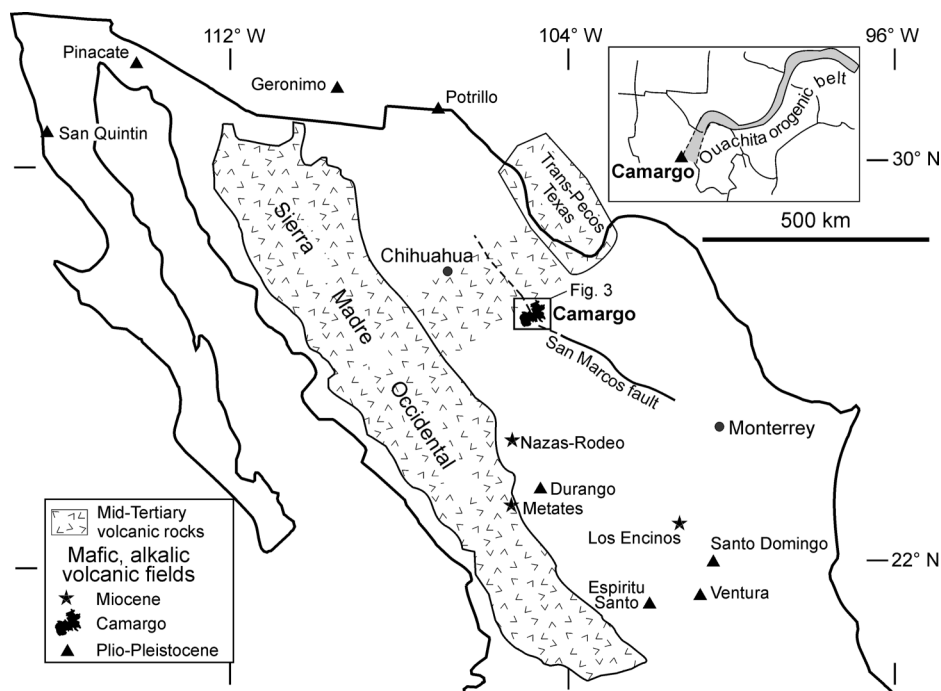 112° W
104° W
96° W
Pinacate
Geronimo
Potrillo
San Quintin
Ouachita orogenic belt
Camargo
30° N
500 km
Trans-Pecos
Texas
Sierra
Madre
Occidental
Chihuahua
Fig. 3
Camargo
San Marcos fault
Monterrey
Nazas-Rodeo
Durango
Metates
Los Encinos
Santo Domingo
22° N
Espiritu
Santo
Ventura
Mid-Tertiary
volcanic rocks
Mafic, alkalic
volcanic fields
Miocene
Camargo
Plio-Pleistocene